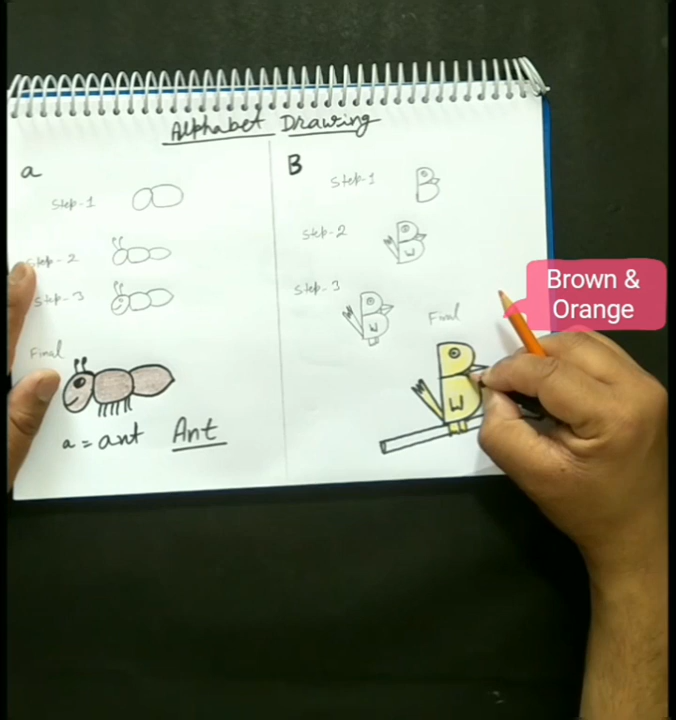 Alphabet Drawing
a
Step-1
Step-2
Step-3
Final
a = ant Ant
B
Step-1
Step-2
Step-3
Final
Brown &
Orange